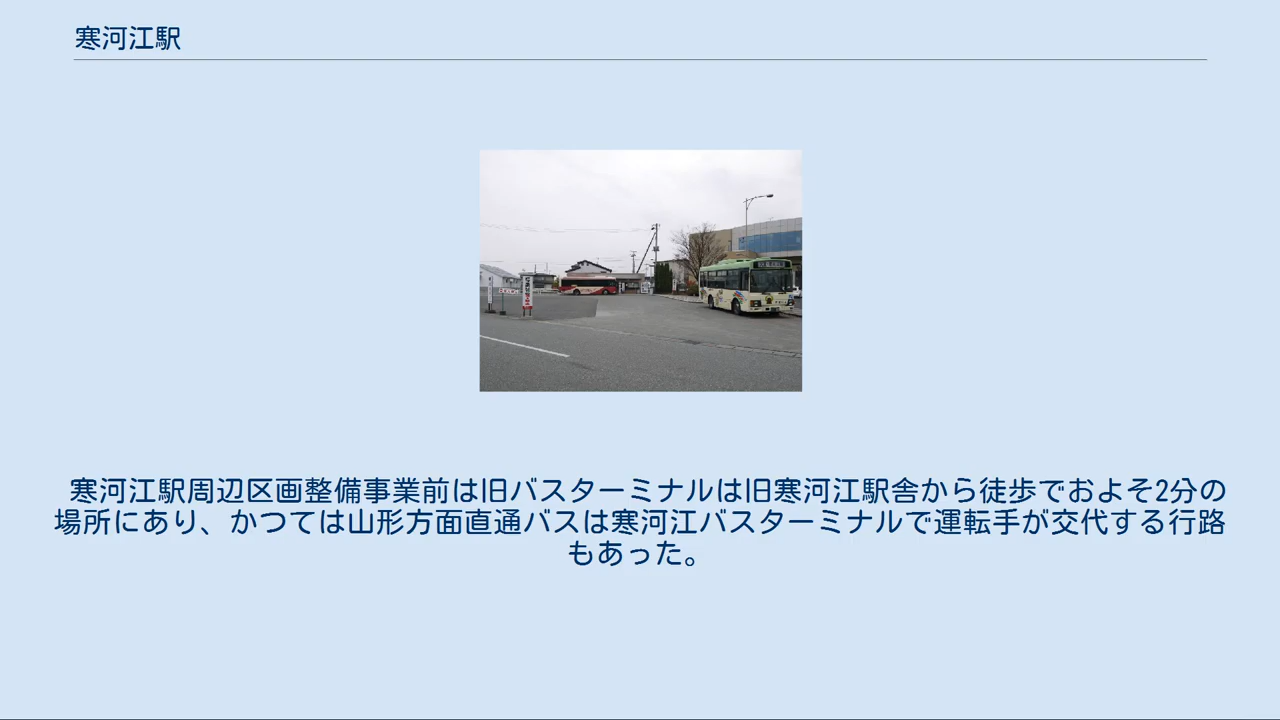 寒河江駅
寒河江駅周辺区画整備事業前は旧バスターミナルは旧寒河江駅舎から徒歩でおよそ2分の
場所にあり、かつては山形方面直通バスは寒河江バスターミナルで運転手が交代する行路
もあった。